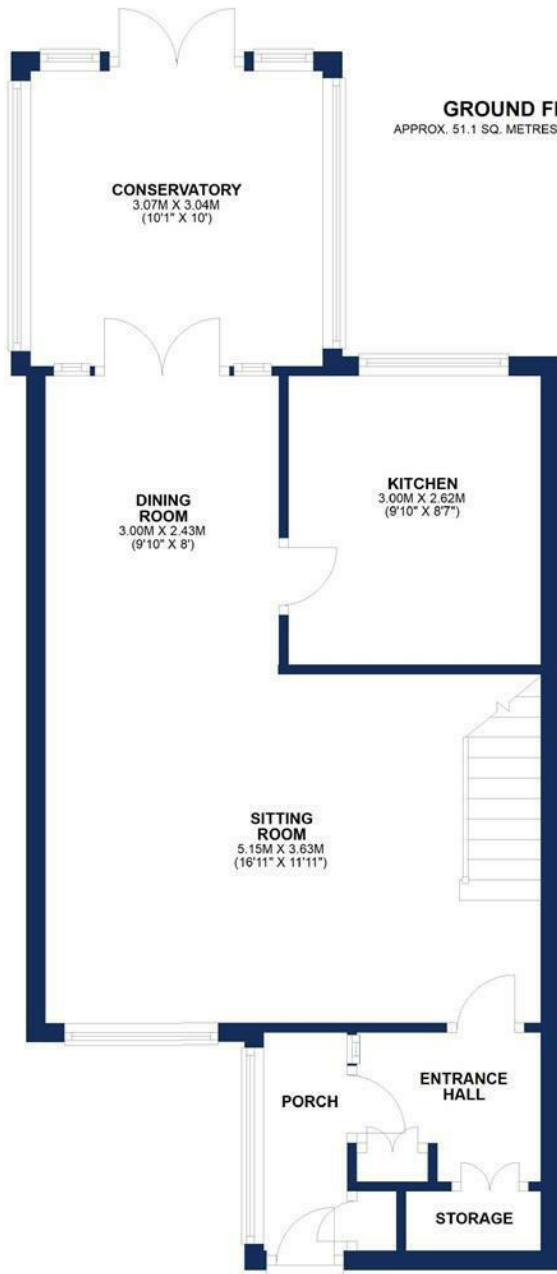 GROUND
APPROX. 51.1 SQ. METRES
CONSERVATORY
3.07M X 3.04M
(10'1" X 10')
KITCHEN
3.00M X 2.62M
(9'10" X 8'7")
DINING
ROOM
3.00M X 2.43M
(9'10" X 8')
SITTING
ROOM
5.15M X 3.63M
(16'11" X 11'11")
PORCH
ENTRANCE
HALL
STORAGE